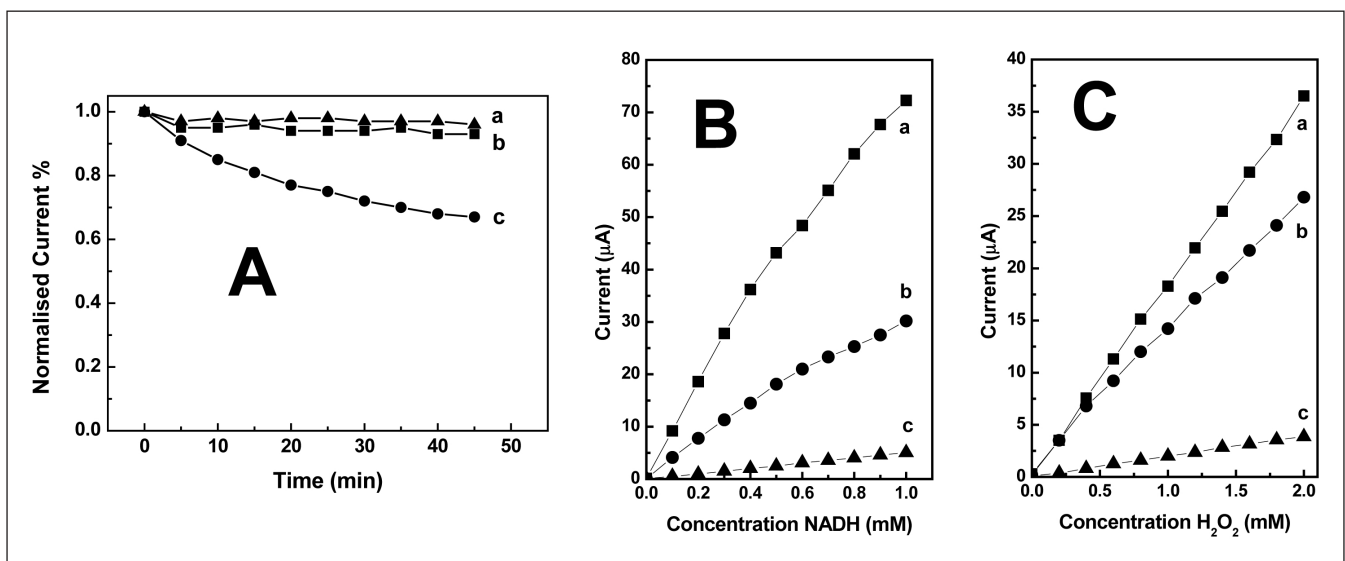 A
Normalised Current %
1.0
0.8
0.6
0.4
0.2
0.0
a
b
c
0 10 20 30 40 50
Time (min)
B
Current (μA)
80
70
60
50
40
30
20
10
0
a
b
c
0.0 0.2 0.4 0.6 0.8 1.0
Concentration NADH (mM)
C
Current (μA)
40
35
30
25
20
15
10
5
0
a
b
c
0.0 0.5 1.0 1.5 2.0
Concentration H₂O₂ (mM)